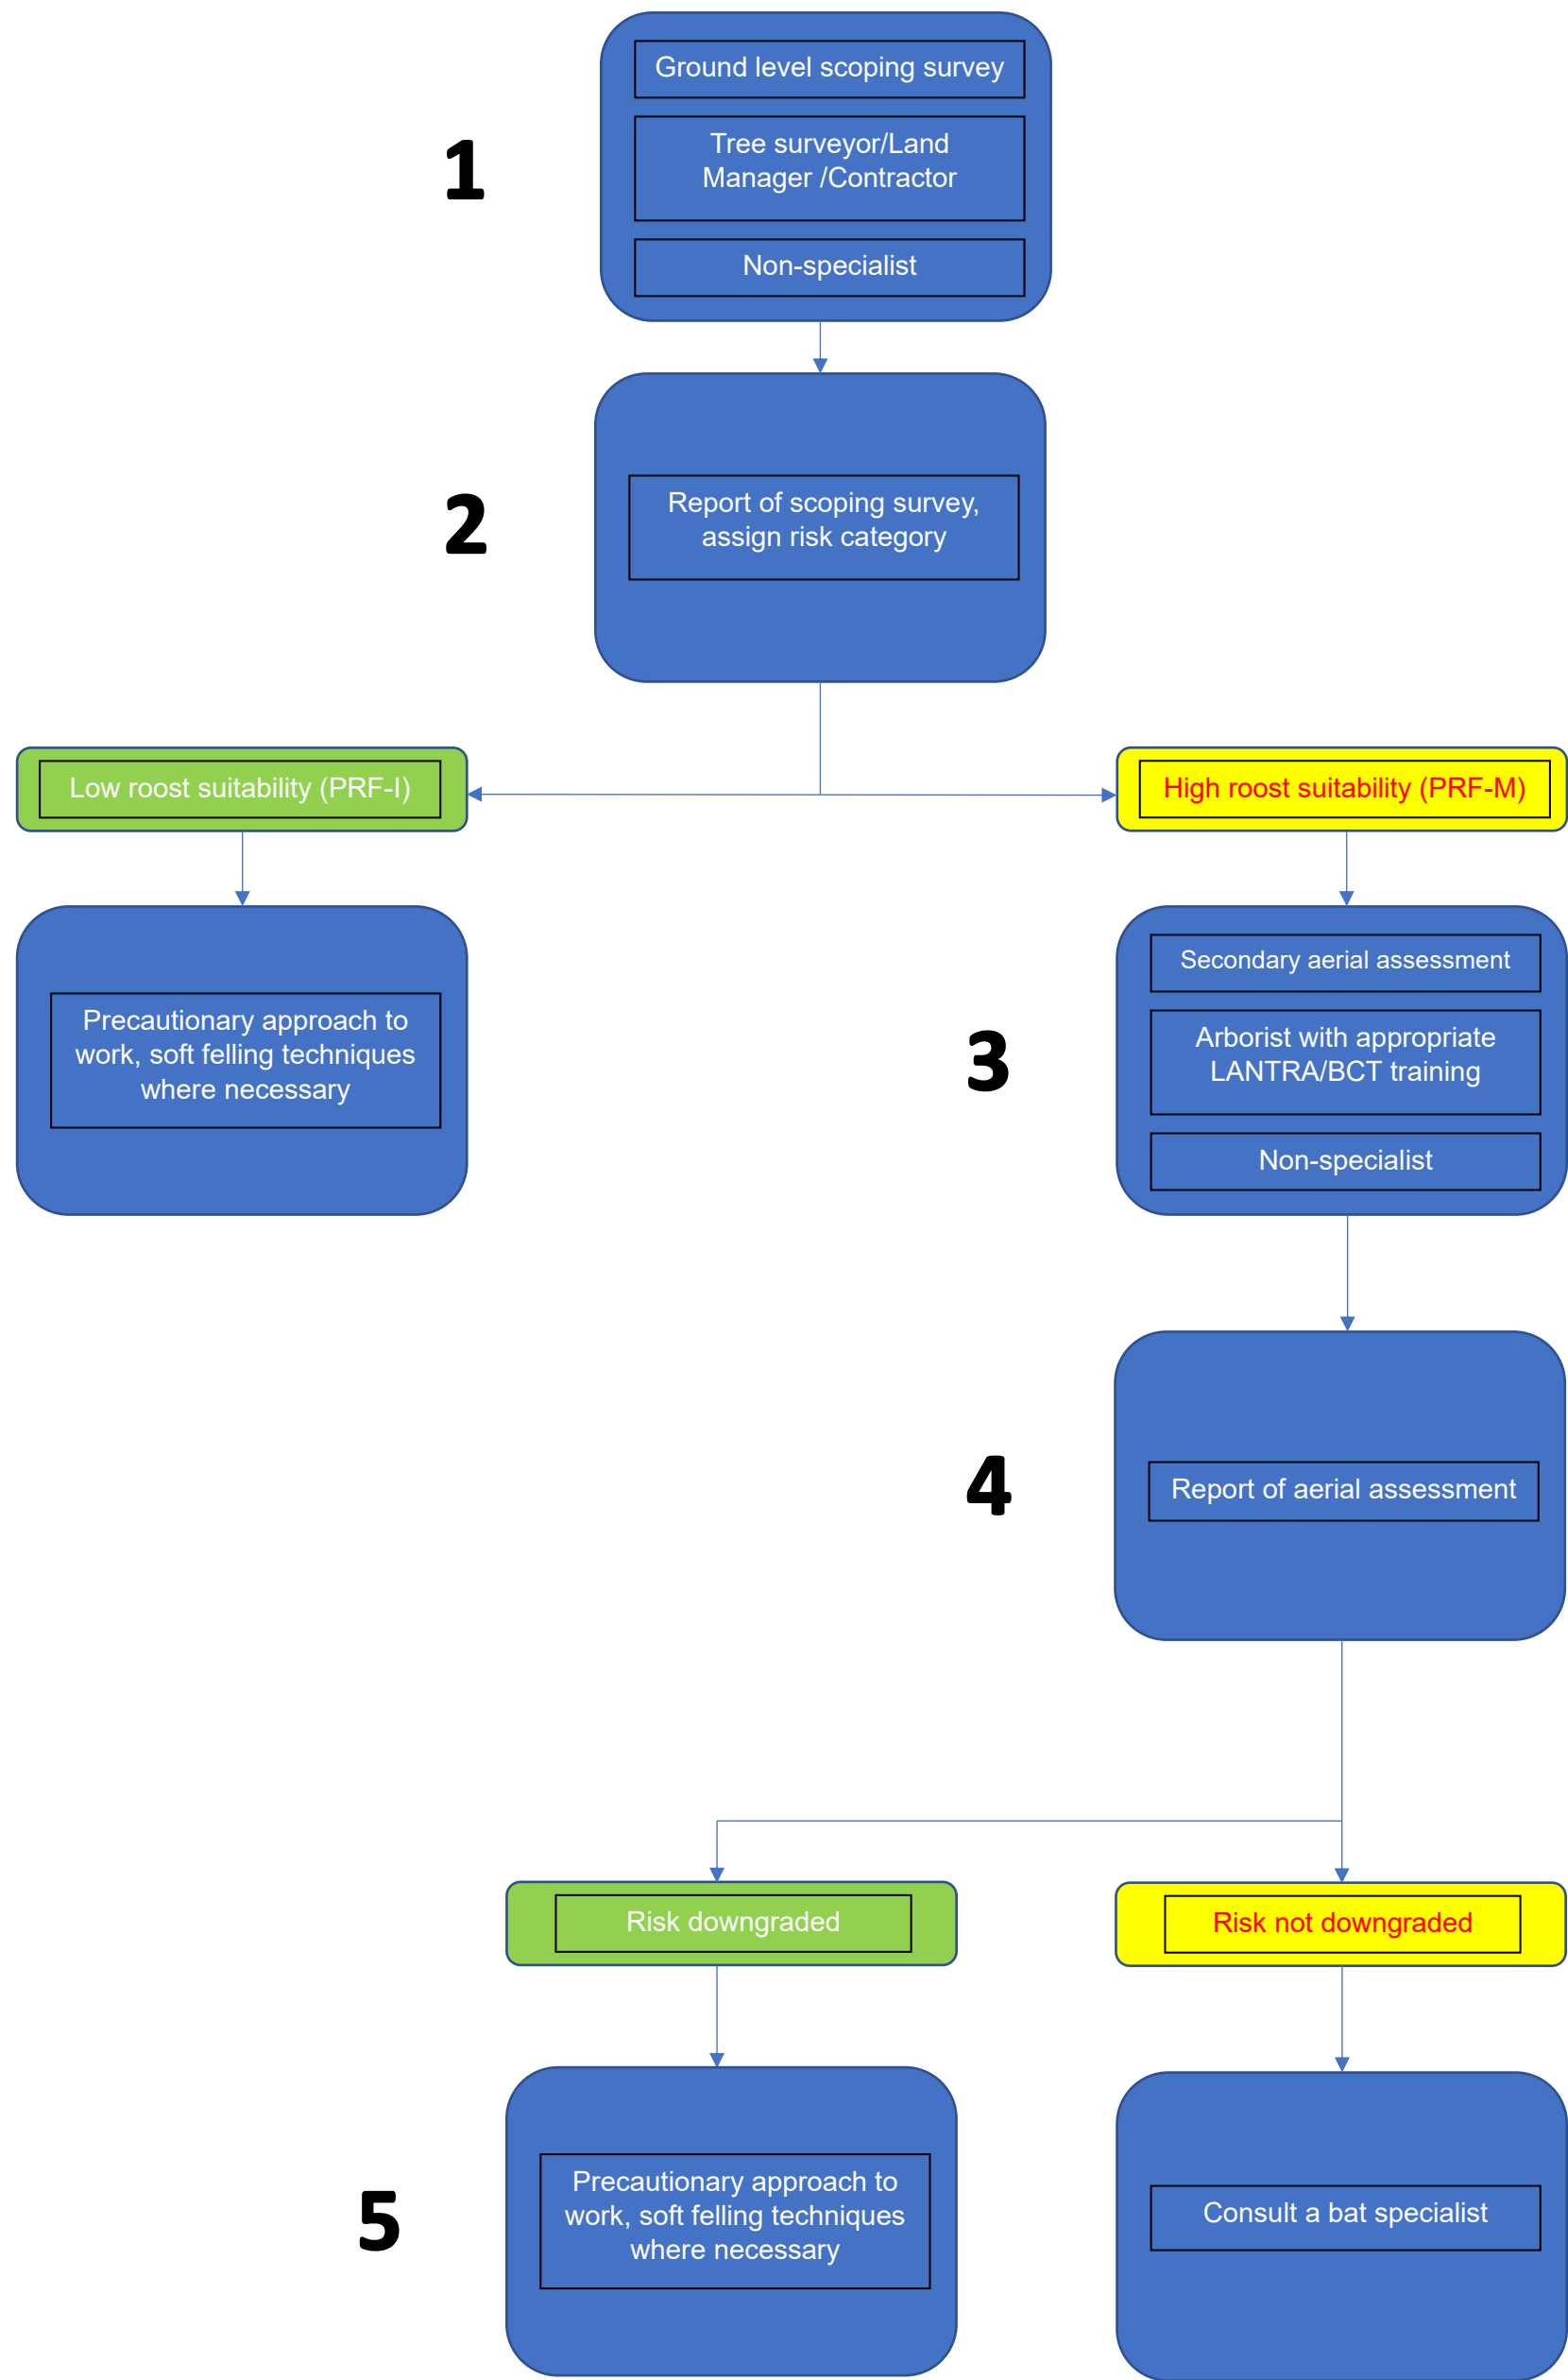 1
Ground level scoping survey
Tree surveyor/Land
Manager /Contractor
Non-specialist
2
Report of scoping survey,
assign risk category
Low roost suitability (PRF-I)
High roost suitability (PRF-M)
Precautionary approach to
work, soft felling techniques
where necessary
3
Secondary aerial assessment
Arborist with appropriate
LANTRA/BCT training
Non-specialist
4
Report of aerial assessment
Risk downgraded
Risk not downgraded
5
Precautionary approach to
work, soft felling techniques
where necessary
Consult a bat specialist